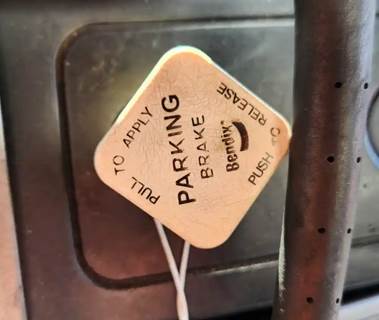 PULL TO APPLY
PARKING
BRAKE
Bendix
PUSH TO RELEASE